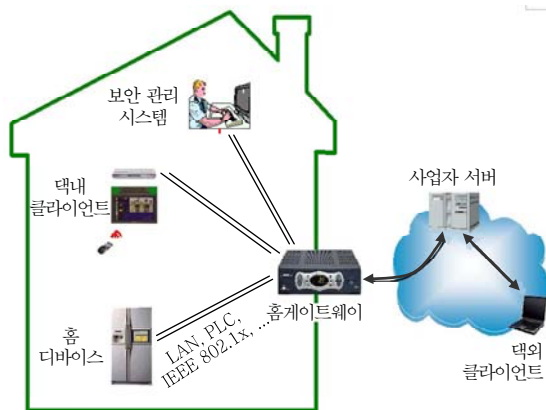 보안 관리
시스템
댁내
클라이언트
사업자 서버
홈게이트웨이
홈
디바이스
LAN, PLC,
IEEE 802.1x, ...
댁외
클라이언트